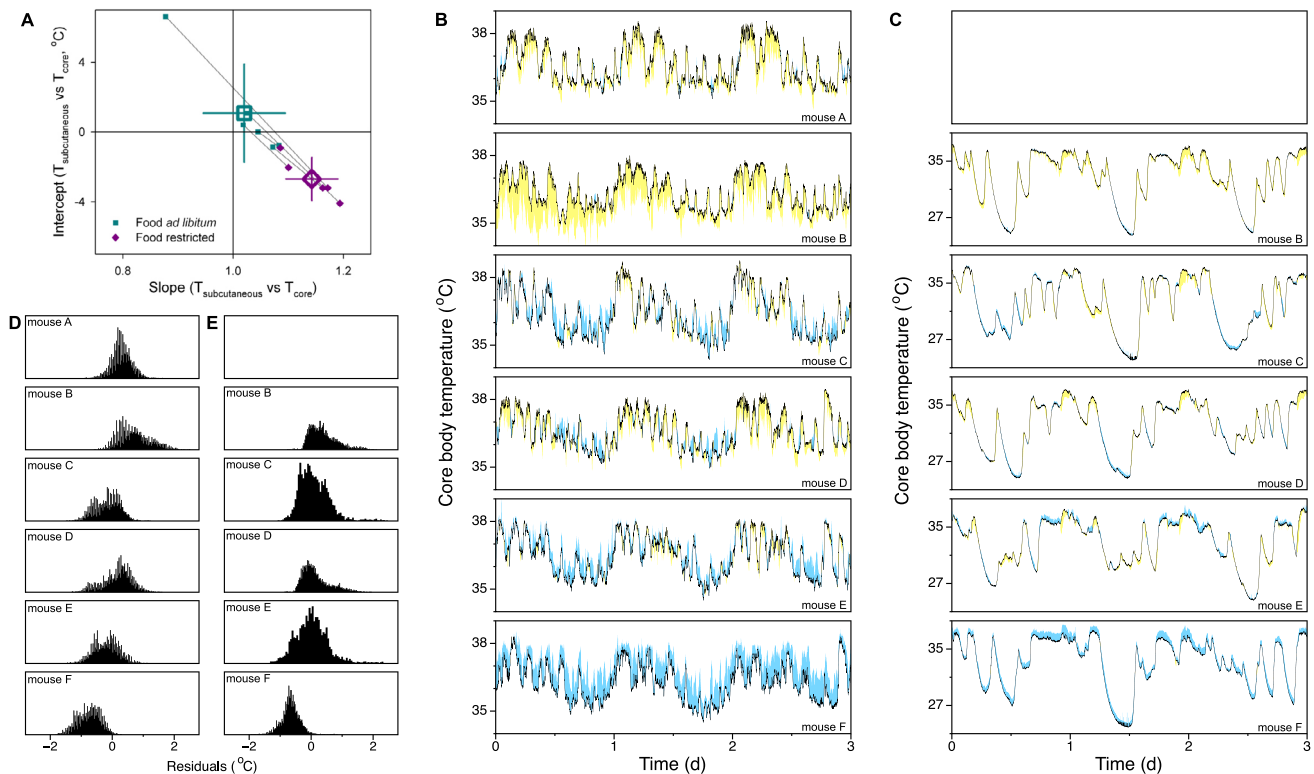 A
Intercept (Tsubcutaneous vs Tcore, °C)
4
0
-4
Food ad libitum
Food restricted
0.8
1.0
1.2
Slope (Tsubcutaneous vs Tcore)
B
Core body temperature (°C)
38
35
mouse A
38
35
mouse B
38
35
mouse C
38
35
mouse D
38
35
mouse E
38
35
mouse F
0
1
2
3
Time (d)
C
Core body temperature (°C)
35
27
mouse B
35
27
mouse C
35
27
mouse D
35
27
mouse E
35
27
mouse F
0
1
2
3
Time (d)
D
mouse A
mouse B
mouse C
mouse D
mouse E
mouse F
−2
0
2
E
mouse B
mouse C
mouse D
mouse E
mouse F
−2
0
2
Residuals (°C)